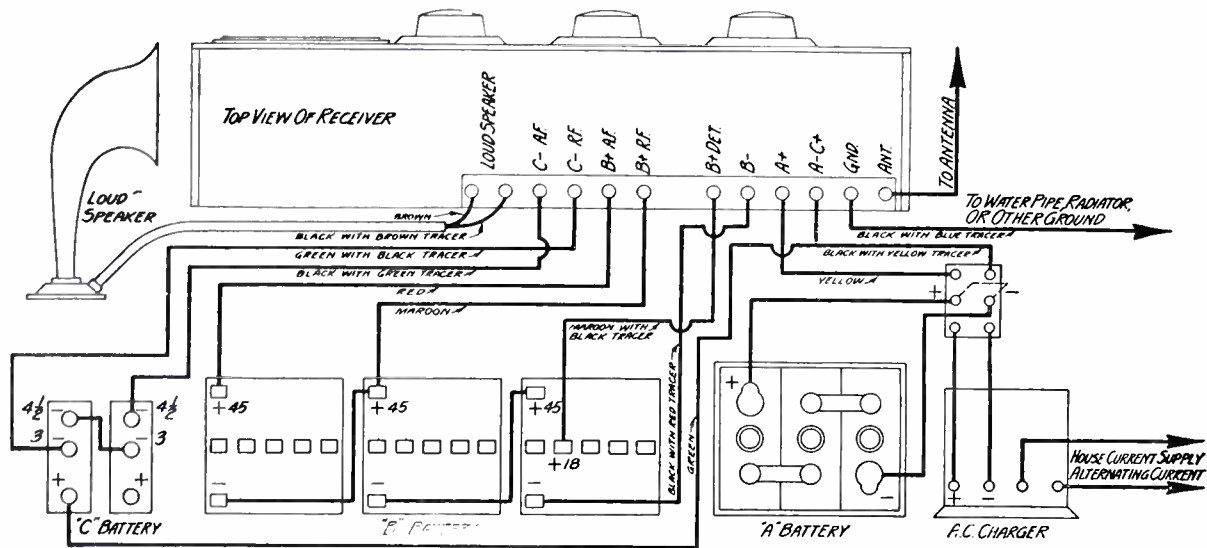 TOP VIEW OF RECEIVER
LOUD SPEAKER
C- A.F.
C- R.F.
B+ A.F.
B+ R.F.
B+ DET.
B-
A+
A-C+
GND.
ANT.
TO ANTENNA
LOUD-
SPEAKER
BROWN
BLACK WITH BROWN TRACER
GREEN WITH BLACK TRACER
BLACK WITH GREEN TRACER
RED
MAROON
TO WATER PIPE, RADIATOR,
OR OTHER GROUND
BLACK WITH BLUE TRACER
BLACK WITH YELLOW TRACER
YELLOW
+ -
MAROON WITH
BLACK TRACER
BLACK WITH RED TRACER
GREEN
4½ - - 4½
3 - - 3
+ +
+45
-
+45
-
+45
+18
-
+
-
+ -
HOUSE CURRENT SUPPLY
ALTERNATING CURRENT
"C" BATTERY
"B" BATTERY
"A" BATTERY
A.C. CHARGER